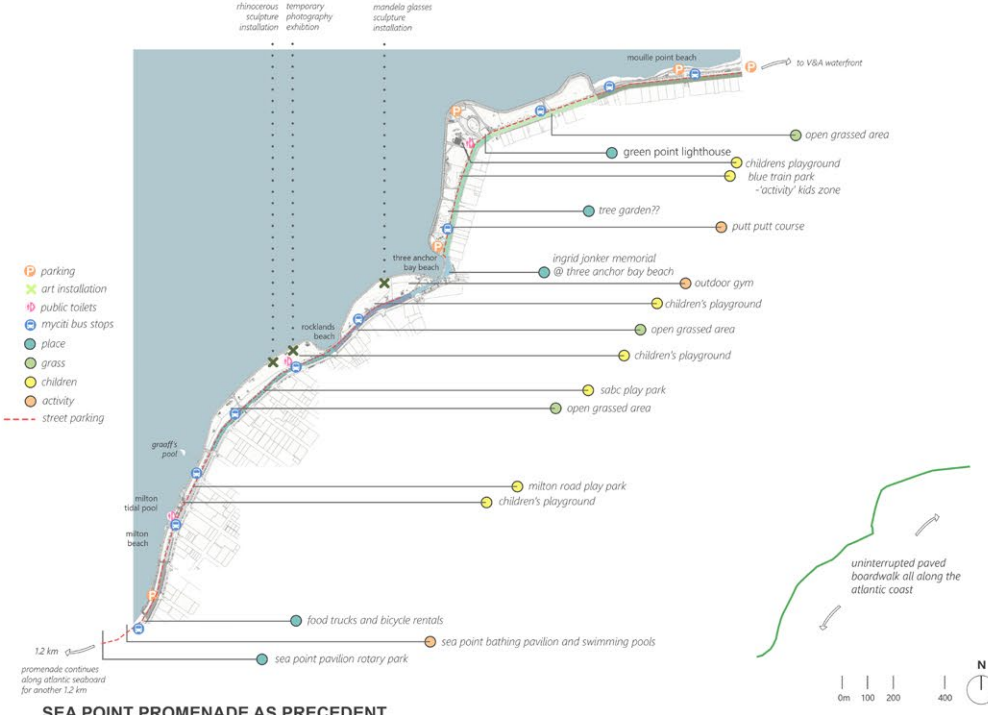 rhinocerous
sculpture
installation
temporary
photography
exhibtion
mandela glasses
sculpture
installation
mouille point beach
to V&A waterfront
open grassed area
green point lighthouse
childrens playground
blue train park
-'activity' kids zone
tree garden??
putt putt course
three anchor
bay beach
ingrid jonker memorial
@ three anchor bay beach
outdoor gym
children's playground
rocklands
beach
open grassed area
children's playground
sabc play park
open grassed area
P parking
art installation
public toilets
myciti bus stops
place
grass
children
activity
street parking
graaff's
pool
milton
tidal pool
milton
beach
milton road play park
children's playground
food trucks and bicycle rentals
sea point bathing pavilion and swimming pools
sea point pavilion rotary park
1.2 km
promenade continues
along atlantic seaboard
for another 1.2 km
uninterrupted paved
boardwalk all along the
atlantic coast
N
0m 100 200 400
SEA POINT PROMENADE AS PRECEDENT